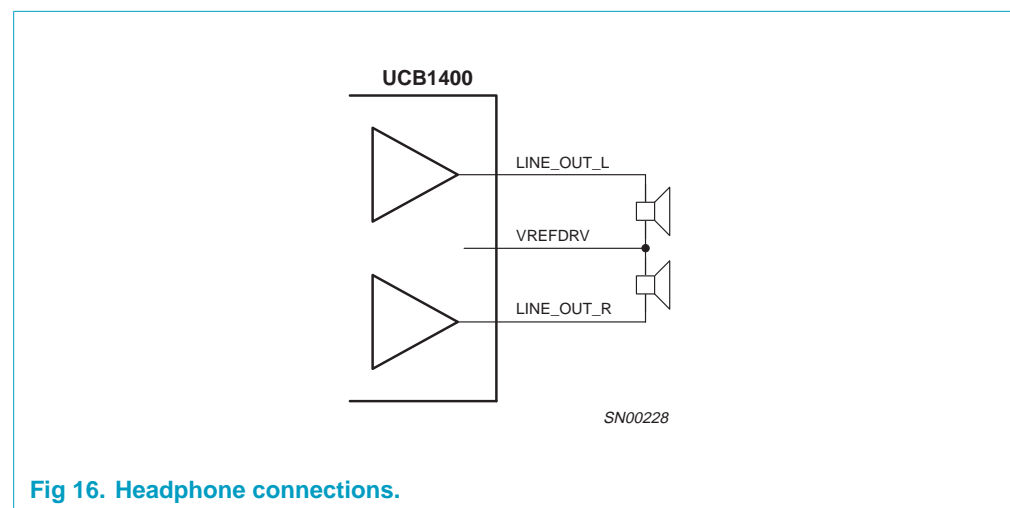 UCB1400
LINE_OUT_L
VREFDRV
LINE_OUT_R
SN00228
Fig 16. Headphone connections.